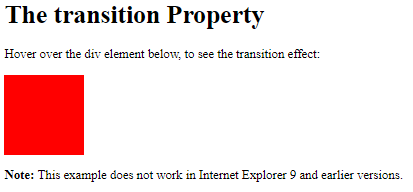 The transition Property
Hover over the div element below, to see the transition effect:
Note: This example does not work in Internet Explorer 9 and earlier versions.